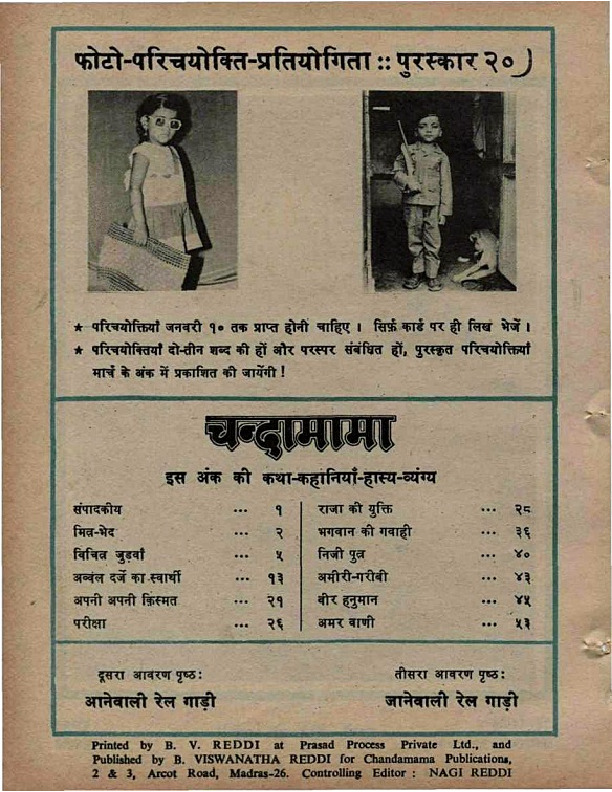 फोटो-परिचयोक्ति-प्रतियोगिता :: पुरस्कार २०)
★ परिचयोक्तियाँ जनवरी १० तक प्राप्त होनी चाहिए । सिर्फ़ कार्ड पर ही लिख भेजें ।
★ परिचयोक्तियाँ दो-तीन शब्द की हों और परस्पर संबंधित हों, पुरस्कृत परिचयोक्तियाँ
मार्च के अंक में प्रकाशित की जायेंगी !
चन्दामामा
इस अंक की कथा-कहानियाँ-हास्य-व्यंग्य
संपादकीय ... १
मित्र-भेद ... २
विचित्र जुड़वाँ ... ५
अव्वल दर्जे का स्वार्थी ... १३
अपनी अपनी क़िस्मत ... २१
परीक्षा ... २६
राजा की युक्ति ... २८
भगवान की गवाही ... ३६
निजी पुत्र ... ४०
अमीरी-गरीबी ... ४३
वीर हनुमान ... ४५
अमर वाणी ... ५३
दूसरा आवरण पृष्ठ:
आनेवाली रेल गाड़ी
तीसरा आवरण पृष्ठ:
जानेवाली रेल गाड़ी
Printed by B. V. REDDI at Prasad Process Private Ltd., and
Published by B. VISWANATHA REDDI for Chandamama Publications,
2 & 3, Arcot Road, Madras-26. Controlling Editor : NAGI REDDI